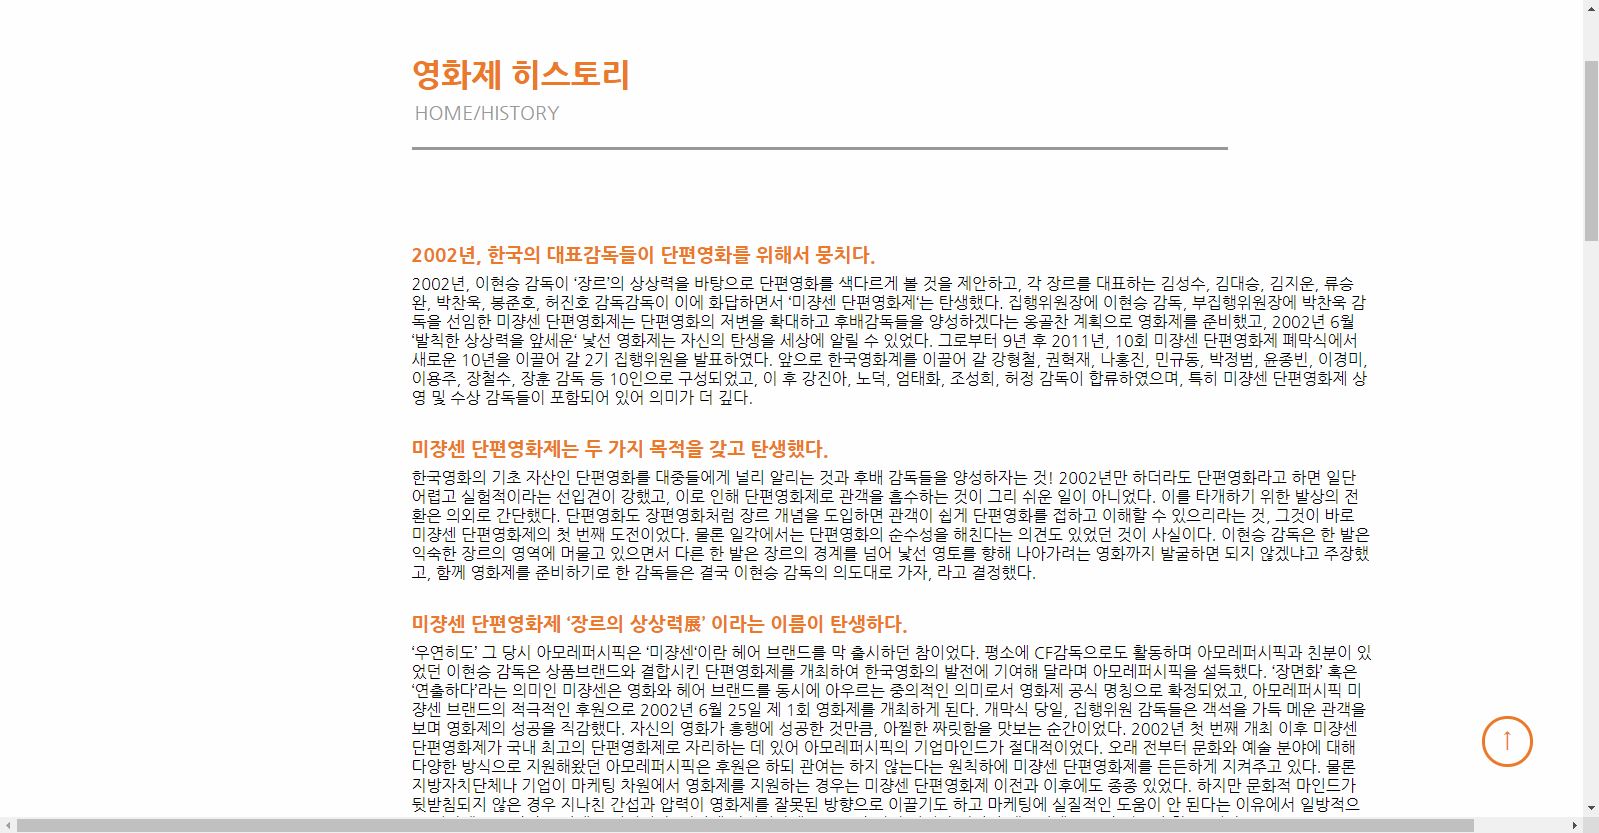 영화제 히스토리
HOME/HISTORY
2002년, 한국의 대표감독들이 단편영화를 위해서 뭉치다.
2002년, 이현승 감독이 ‘장르’의 상상력을 바탕으로 단편영화를 색다르게 볼 것을 제안하고, 각 장르를 대표하는 김성수, 김대승, 김지운, 류승
완, 박찬욱, 봉준호, 허진호 감독감독이 이에 화답하면서 ‘미쟝센 단편영화제‘는 탄생했다. 집행위원장에 이현승 감독, 부집행위원장에 박찬욱 감
독을 선임한 미쟝센 단편영화제는 단편영화의 저변을 확대하고 후배감독들을 양성하겠다는 옹골찬 계획으로 영화제를 준비했고, 2002년 6월
‘발칙한 상상력을 앞세운‘ 낯선 영화제는 자신의 탄생을 세상에 알릴 수 있었다. 그로부터 9년 후 2011년, 10회 미쟝센 단편영화제 폐막식에서
새로운 10년을 이끌어 갈 2기 집행위원을 발표하였다. 앞으로 한국영화계를 이끌어 갈 강형철, 권혁재, 나홍진, 민규동, 박정범, 윤종빈, 이경미,
이용주, 장철수, 장훈 감독 등 10인으로 구성되었고, 이 후 강진아, 노덕, 엄태화, 조성희, 허정 감독이 합류하였으며, 특히 미쟝센 단편영화제 상
영 및 수상 감독들이 포함되어 있어 의미가 더 깊다.
미쟝센 단편영화제는 두 가지 목적을 갖고 탄생했다.
한국영화의 기초 자산인 단편영화를 대중들에게 널리 알리는 것과 후배 감독들을 양성하자는 것! 2002년만 하더라도 단편영화라고 하면 일단
어렵고 실험적이라는 선입견이 강했고, 이로 인해 단편영화제로 관객을 흡수하는 것이 그리 쉬운 일이 아니었다. 이를 타개하기 위한 발상의 전
환은 의외로 간단했다. 단편영화도 장편영화처럼 장르 개념을 도입하면 관객이 쉽게 단편영화를 접하고 이해할 수 있으리라는 것, 그것이 바로
미쟝센 단편영화제의 첫 번째 도전이었다. 물론 일각에서는 단편영화의 순수성을 해친다는 의견도 있었던 것이 사실이다. 이현승 감독은 한 발은
익숙한 장르의 영역에 머물고 있으면서 다른 한 발은 장르의 경계를 넘어 낯선 영토를 향해 나아가려는 영화까지 발굴하면 되지 않겠냐고 주장했
고, 함께 영화제를 준비하기로 한 감독들은 결국 이현승 감독의 의도대로 가자, 라고 결정했다.
미쟝센 단편영화제 ‘장르의 상상력展’ 이라는 이름이 탄생하다.
‘우연히도’ 그 당시 아모레퍼시픽은 ‘미쟝센‘이란 헤어 브랜드를 막 출시하던 참이었다. 평소에 CF감독으로도 활동하며 아모레퍼시픽과 친분이 있
었던 이현승 감독은 상품브랜드와 결합시킨 단편영화제를 개최하여 한국영화의 발전에 기여해 달라며 아모레퍼시픽을 설득했다. ‘장면화’ 혹은
‘연출하다’라는 의미인 미쟝센은 영화와 헤어 브랜드를 동시에 아우르는 중의적인 의미로서 영화제 공식 명칭으로 확정되었고, 아모레퍼시픽 미
쟝센 브랜드의 적극적인 후원으로 2002년 6월 25일 제 1회 영화제를 개최하게 된다. 개막식 당일, 집행위원 감독들은 객석을 가득 메운 관객을
보며 영화제의 성공을 직감했다. 자신의 영화가 흥행에 성공한 것만큼, 아찔한 짜릿함을 맛보는 순간이었다. 2002년 첫 번째 개최 이후 미쟝센
단편영화제가 국내 최고의 단편영화제로 자리하는 데 있어 아모레퍼시픽의 기업마인드가 절대적이었다. 오래 전부터 문화와 예술 분야에 대해
다양한 방식으로 지원해왔던 아모레퍼시픽은 후원은 하되 관여는 하지 않는다는 원칙하에 미쟝센 단편영화제를 든든하게 지켜주고 있다. 물론
지방자치단체나 기업이 마케팅 차원에서 영화제를 지원하는 경우는 미쟝센 단편영화제 이전과 이후에도 종종 있었다. 하지만 문화적 마인드가
뒷받침되지 않은 경우 지나친 간섭과 압력이 영화제를 잘못된 방향으로 이끌기도 하고 마케팅에 실질적인 도움이 안 된다는 이유에서 일방적으